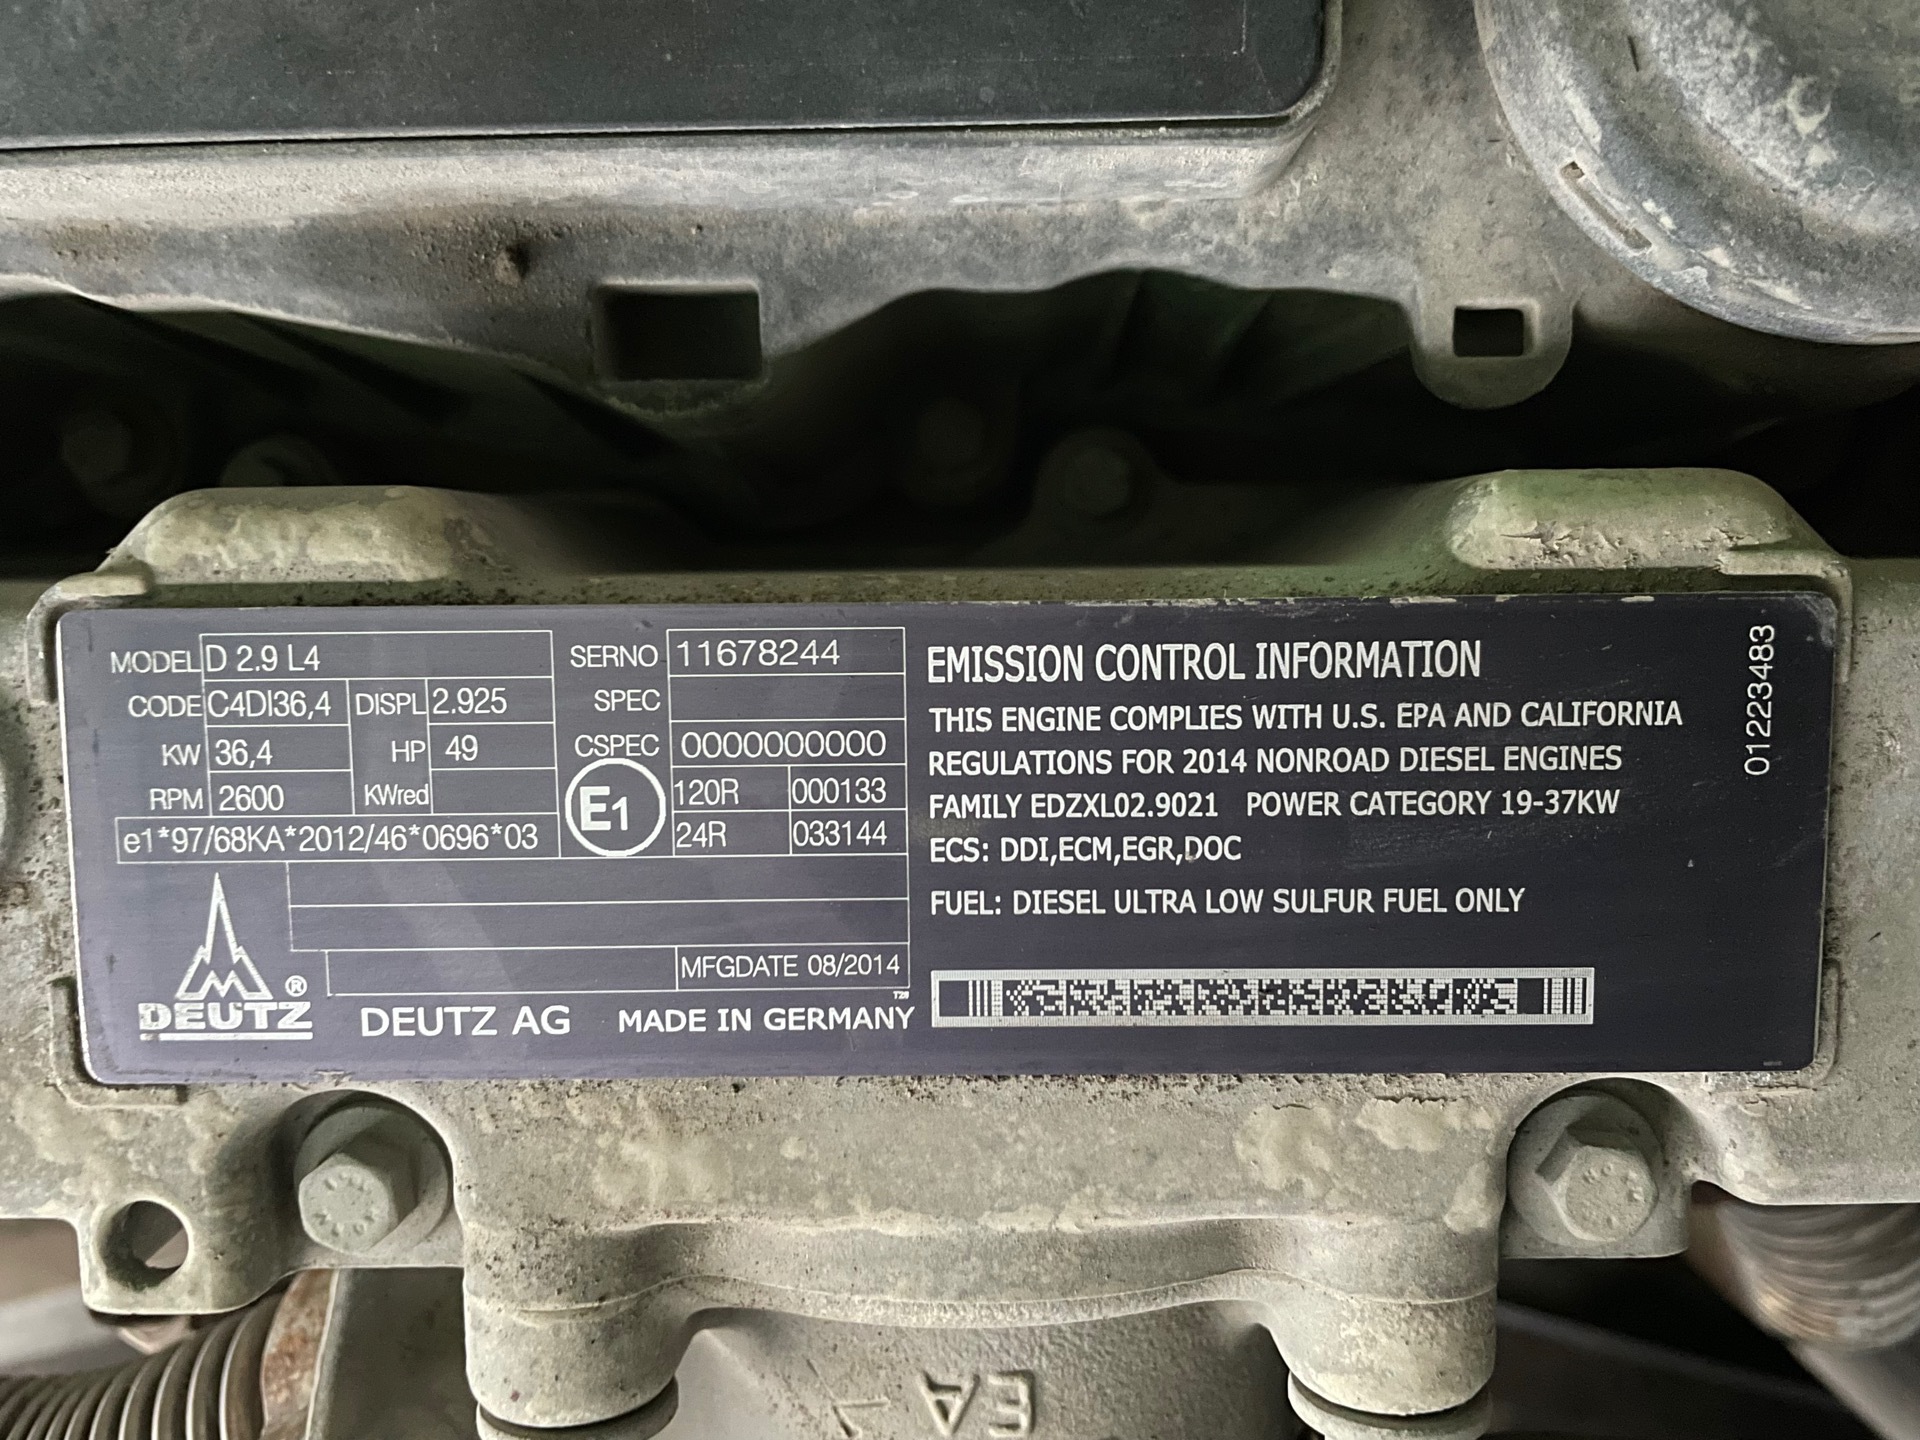 MODEL D 2.9 L4
CODE C4DI36,4 DISPL 2.925
KW 36,4 HP 49
RPM 2600 KWred
e1*97/68KA*2012/46*0696*03
SERNO 11678244
SPEC
CSPEC 0000000000
E1 120R 000133
24R 033144
MFGDATE 08/2014
DEUTZ ®
DEUTZ AG MADE IN GERMANY
EMISSION CONTROL INFORMATION
THIS ENGINE COMPLIES WITH U.S. EPA AND CALIFORNIA
REGULATIONS FOR 2014 NONROAD DIESEL ENGINES
FAMILY EDZXL02.9021 POWER CATEGORY 19-37KW
ECS: DDI,ECM,EGR,DOC
FUEL: DIESEL ULTRA LOW SULFUR FUEL ONLY
01223483
EA